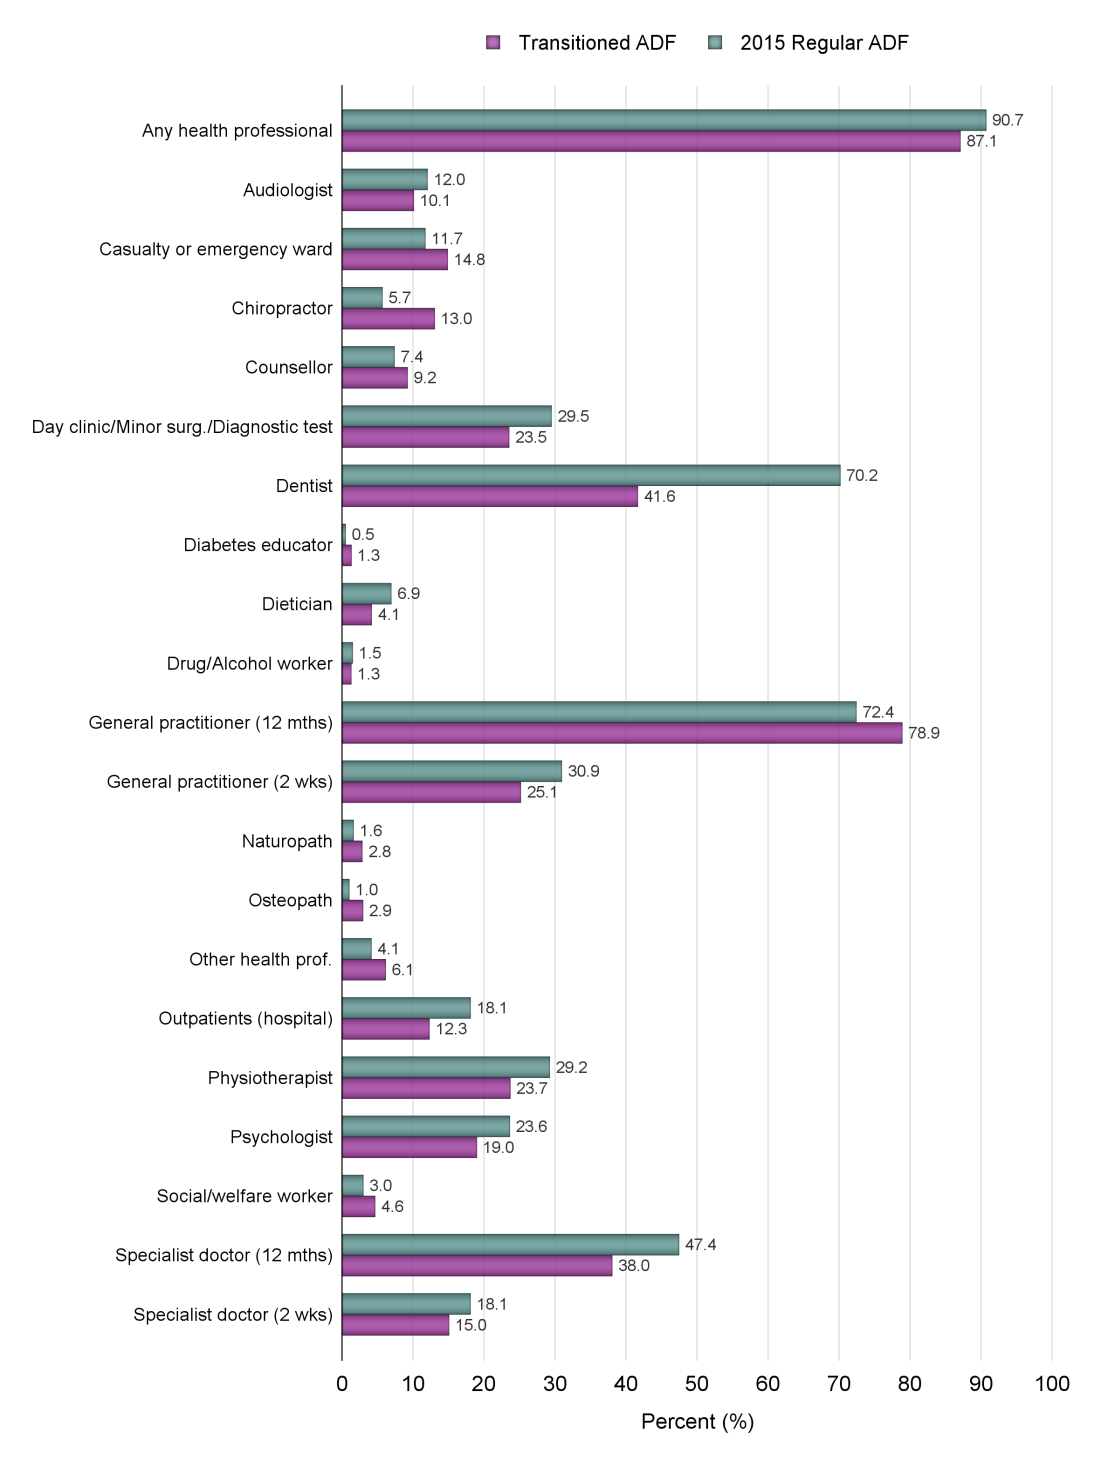 Transitioned ADF 2015 Regular ADF
Any health professional 90.7
87.1
Audiologist 12.0
10.1
Casualty or emergency ward 11.7
14.8
Chiropractor 5.7
13.0
Counsellor 7.4
9.2
Day clinic/Minor surg./Diagnostic test 29.5
23.5
Dentist 70.2
41.6
Diabetes educator 0.5
1.3
Dietician 6.9
4.1
Drug/Alcohol worker 1.5
1.3
General practitioner (12 mths) 72.4
78.9
General practitioner (2 wks) 30.9
25.1
Naturopath 1.6
2.8
Osteopath 1.0
2.9
Other health prof. 4.1
6.1
Outpatients (hospital) 18.1
12.3
Physiotherapist 29.2
23.7
Psychologist 23.6
19.0
Social/welfare worker 3.0
4.6
Specialist doctor (12 mths) 47.4
38.0
Specialist doctor (2 wks) 18.1
15.0
0 10 20 30 40 50 60 70 80 90 100
Percent (%)